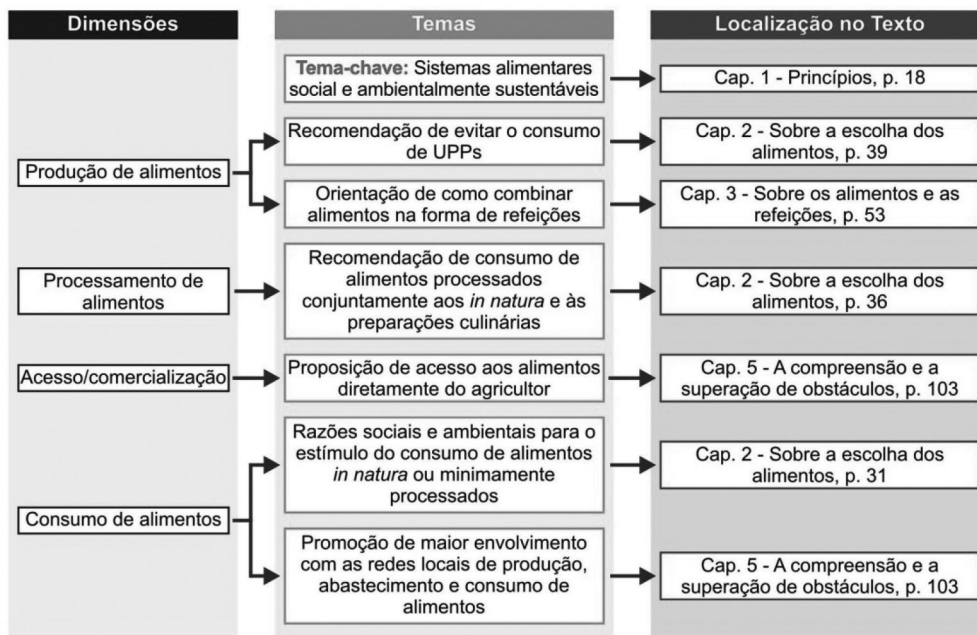 Dimensões
Temas
Localização no Texto
Tema-chave: Sistemas alimentares
social e ambientalmente sustentáveis
Cap. 1 - Princípios, p. 18
Produção de alimentos
Recomendação de evitar o consumo
de UPPs
Cap. 2 - Sobre a escolha dos
alimentos, p. 39
Orientação de como combinar
alimentos na forma de refeições
Cap. 3 - Sobre os alimentos e as
refeições, p. 53
Processamento de
alimentos
Recomendação de consumo de
alimentos processados
conjuntamente aos in natura e às
preparações culinárias
Cap. 2 - Sobre a escolha dos
alimentos, p. 36
Acesso/comercialização
Proposição de acesso aos alimentos
diretamente do agricultor
Cap. 5 - A compreensão e a
superação de obstáculos, p. 103
Consumo de alimentos
Razões sociais e ambientais para o
estímulo do consumo de alimentos
in natura ou minimamente
processados
Cap. 2 - Sobre a escolha dos
alimentos, p. 31
Promoção de maior envolvimento
com as redes locais de produção,
abastecimento e consumo de
alimentos
Cap. 5 - A compreensão e a
superação de obstáculos, p. 103